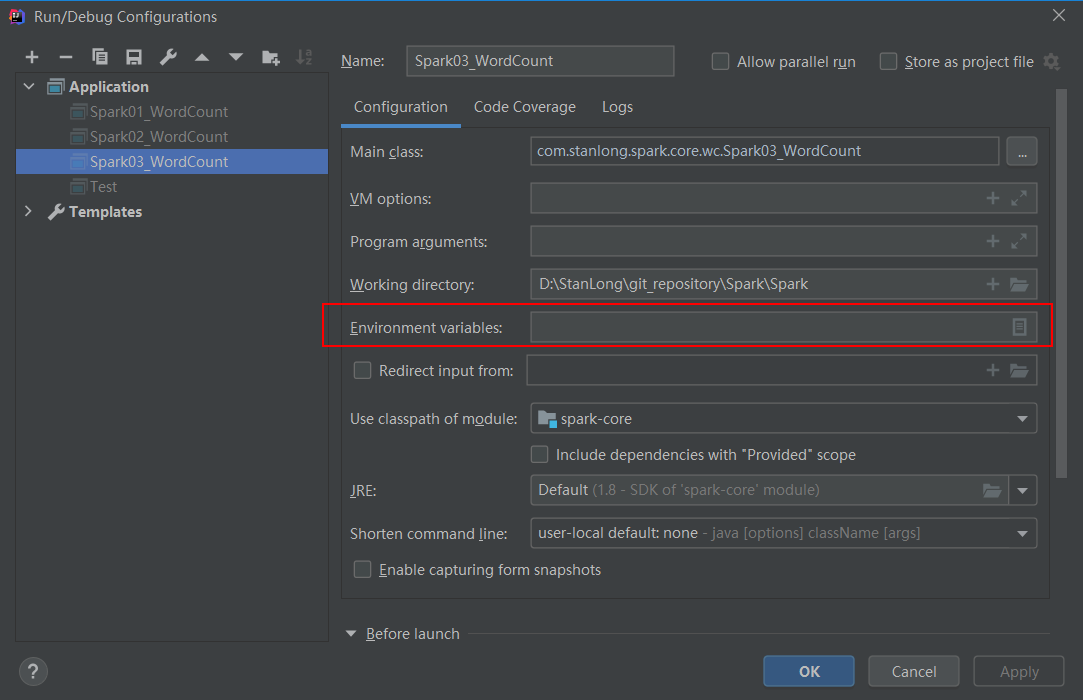 Run/Debug Configurations
Name: Spark03_WordCount Allow parallel run Store as project file
Application
Spark01_WordCount
Spark02_WordCount
Spark03_WordCount
Test
Templates
Configuration Code Coverage Logs
Main class: com.stanlong.spark.core.wc.Spark03_WordCount ...
VM options:
Program arguments:
Working directory: D:\StanLong\git_repository\Spark\Spark
Environment variables:
Redirect input from:
Use classpath of module: spark-core
Include dependencies with "Provided" scope
JRE: Default (1.8 - SDK of 'spark-core' module)
Shorten command line: user-local default: none - java [options] className [args]
Enable capturing form snapshots
Before launch
? OK Cancel Apply